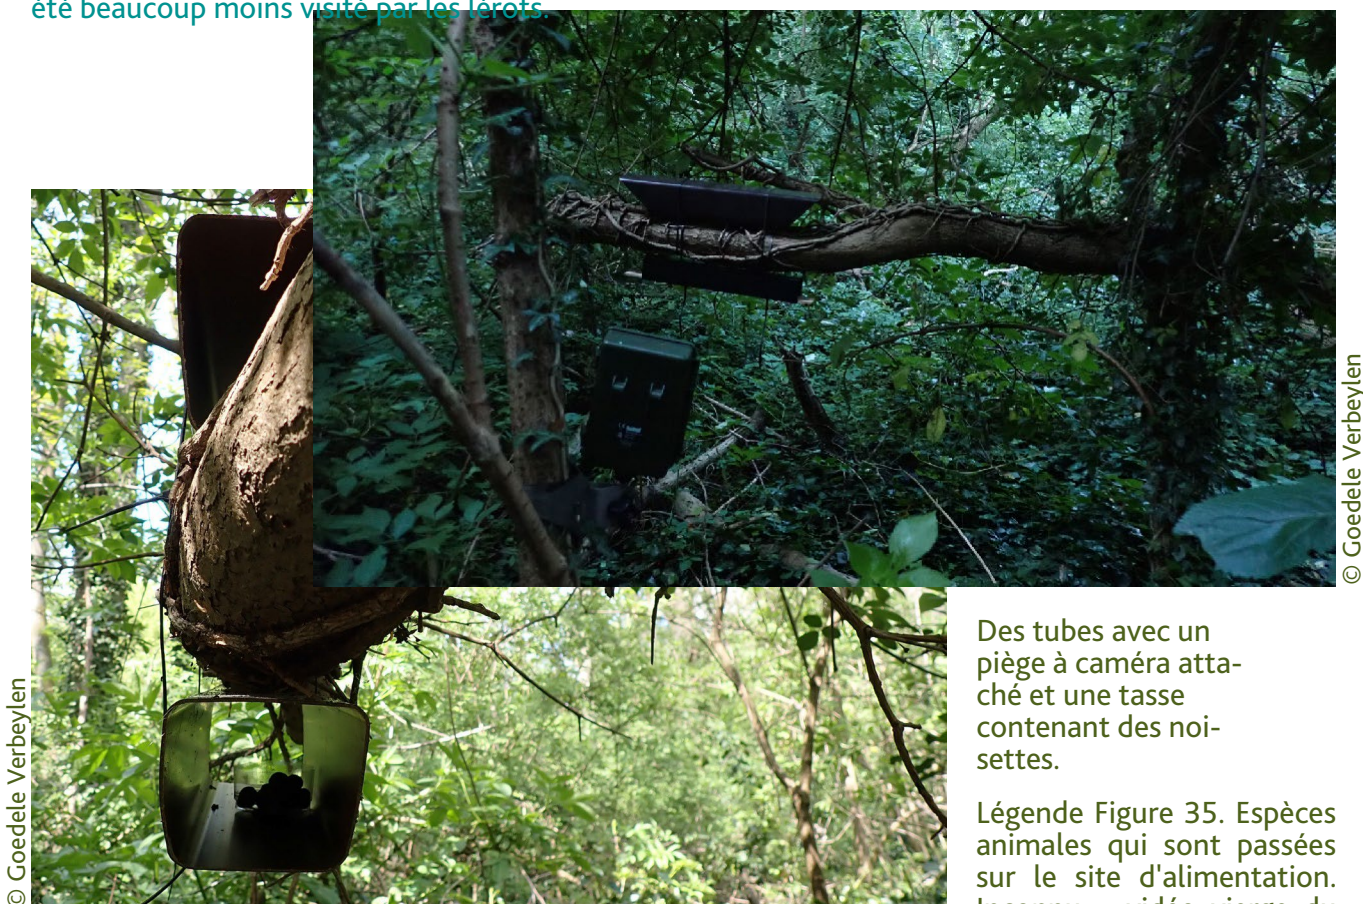 été beaucoup moins visité par les lérots.
© Goedele Verbeylen
© Goedele Verbeylen
Des tubes avec un
piège à caméra atta-
ché et une tasse
contenant des noi-
settes.
Légende Figure 35. Espèces
animales qui sont passées
sur le site d'alimentation.